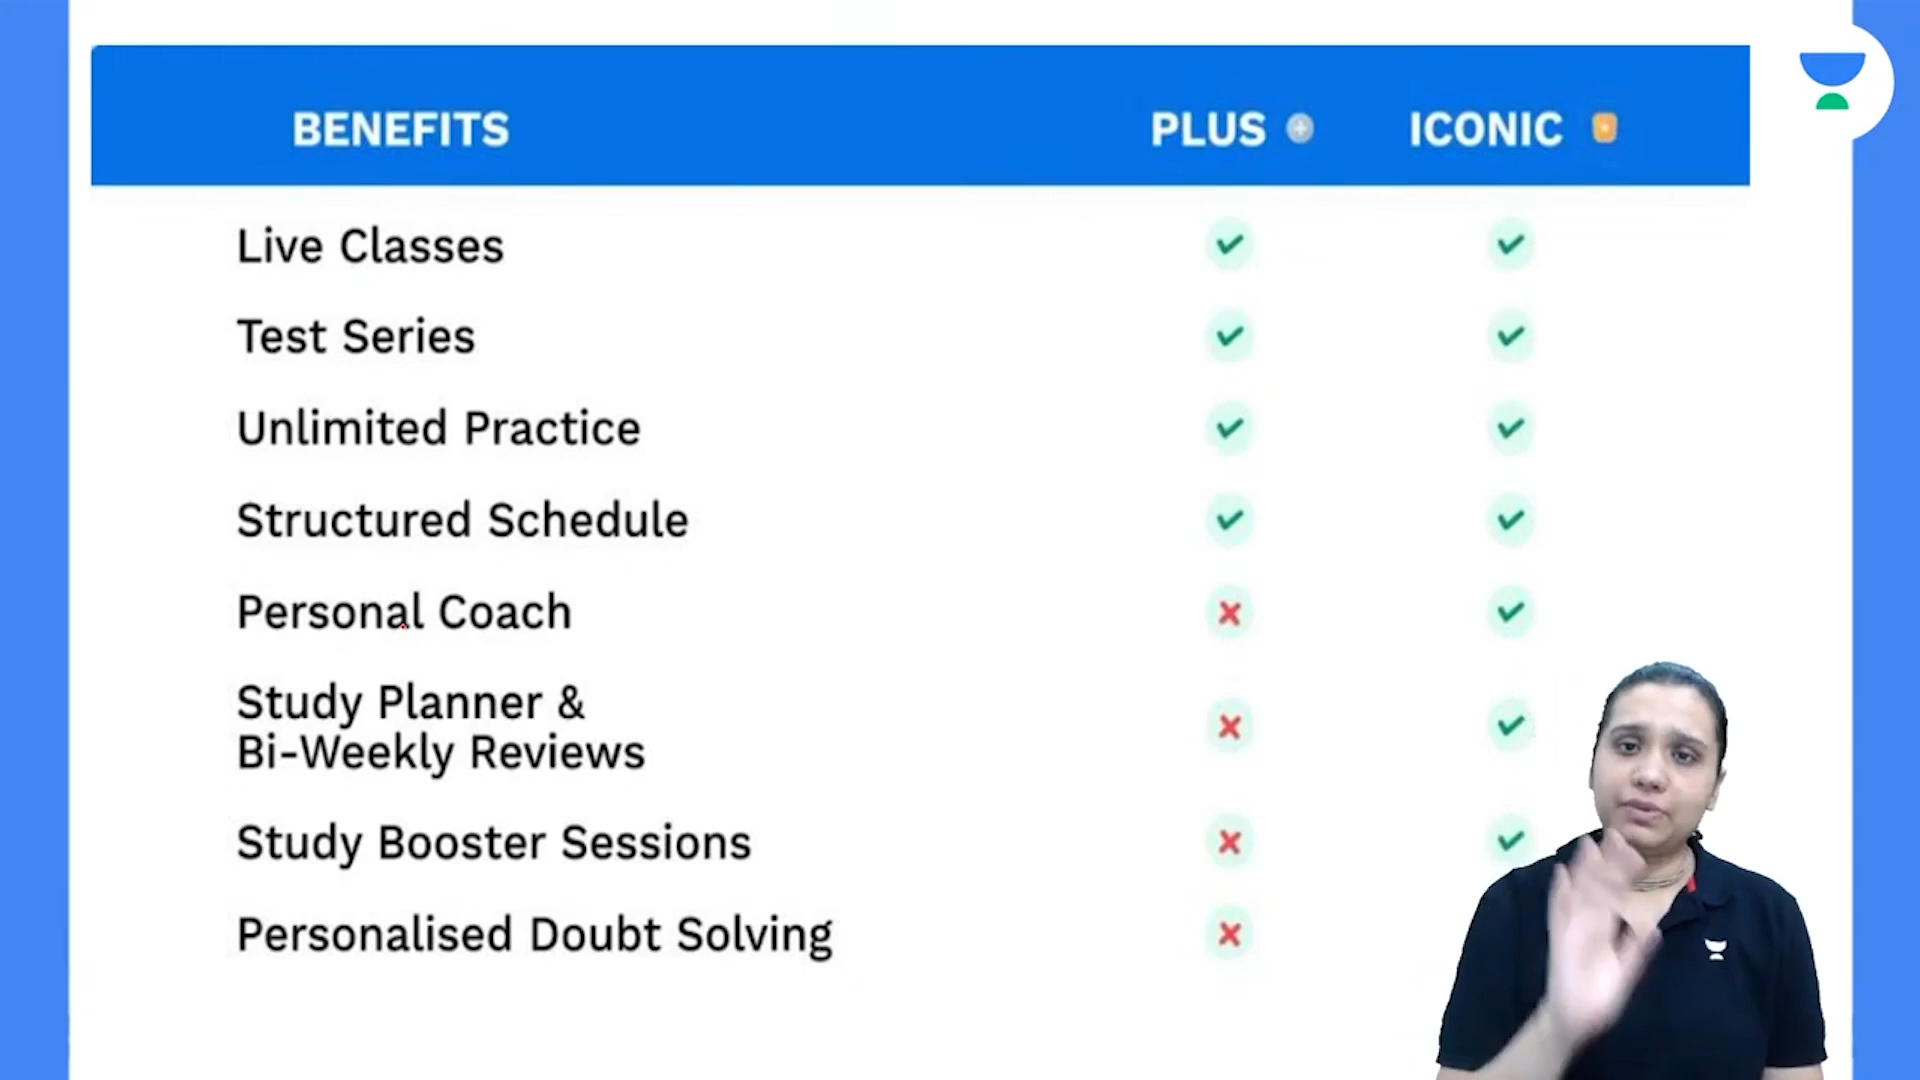 BENEFITS PLUS ICONIC
Live Classes
Test Series
Unlimited Practice
Structured Schedule
Personal Coach
Study Planner &
Bi-Weekly Reviews
Study Booster Sessions
Personalised Doubt Solving